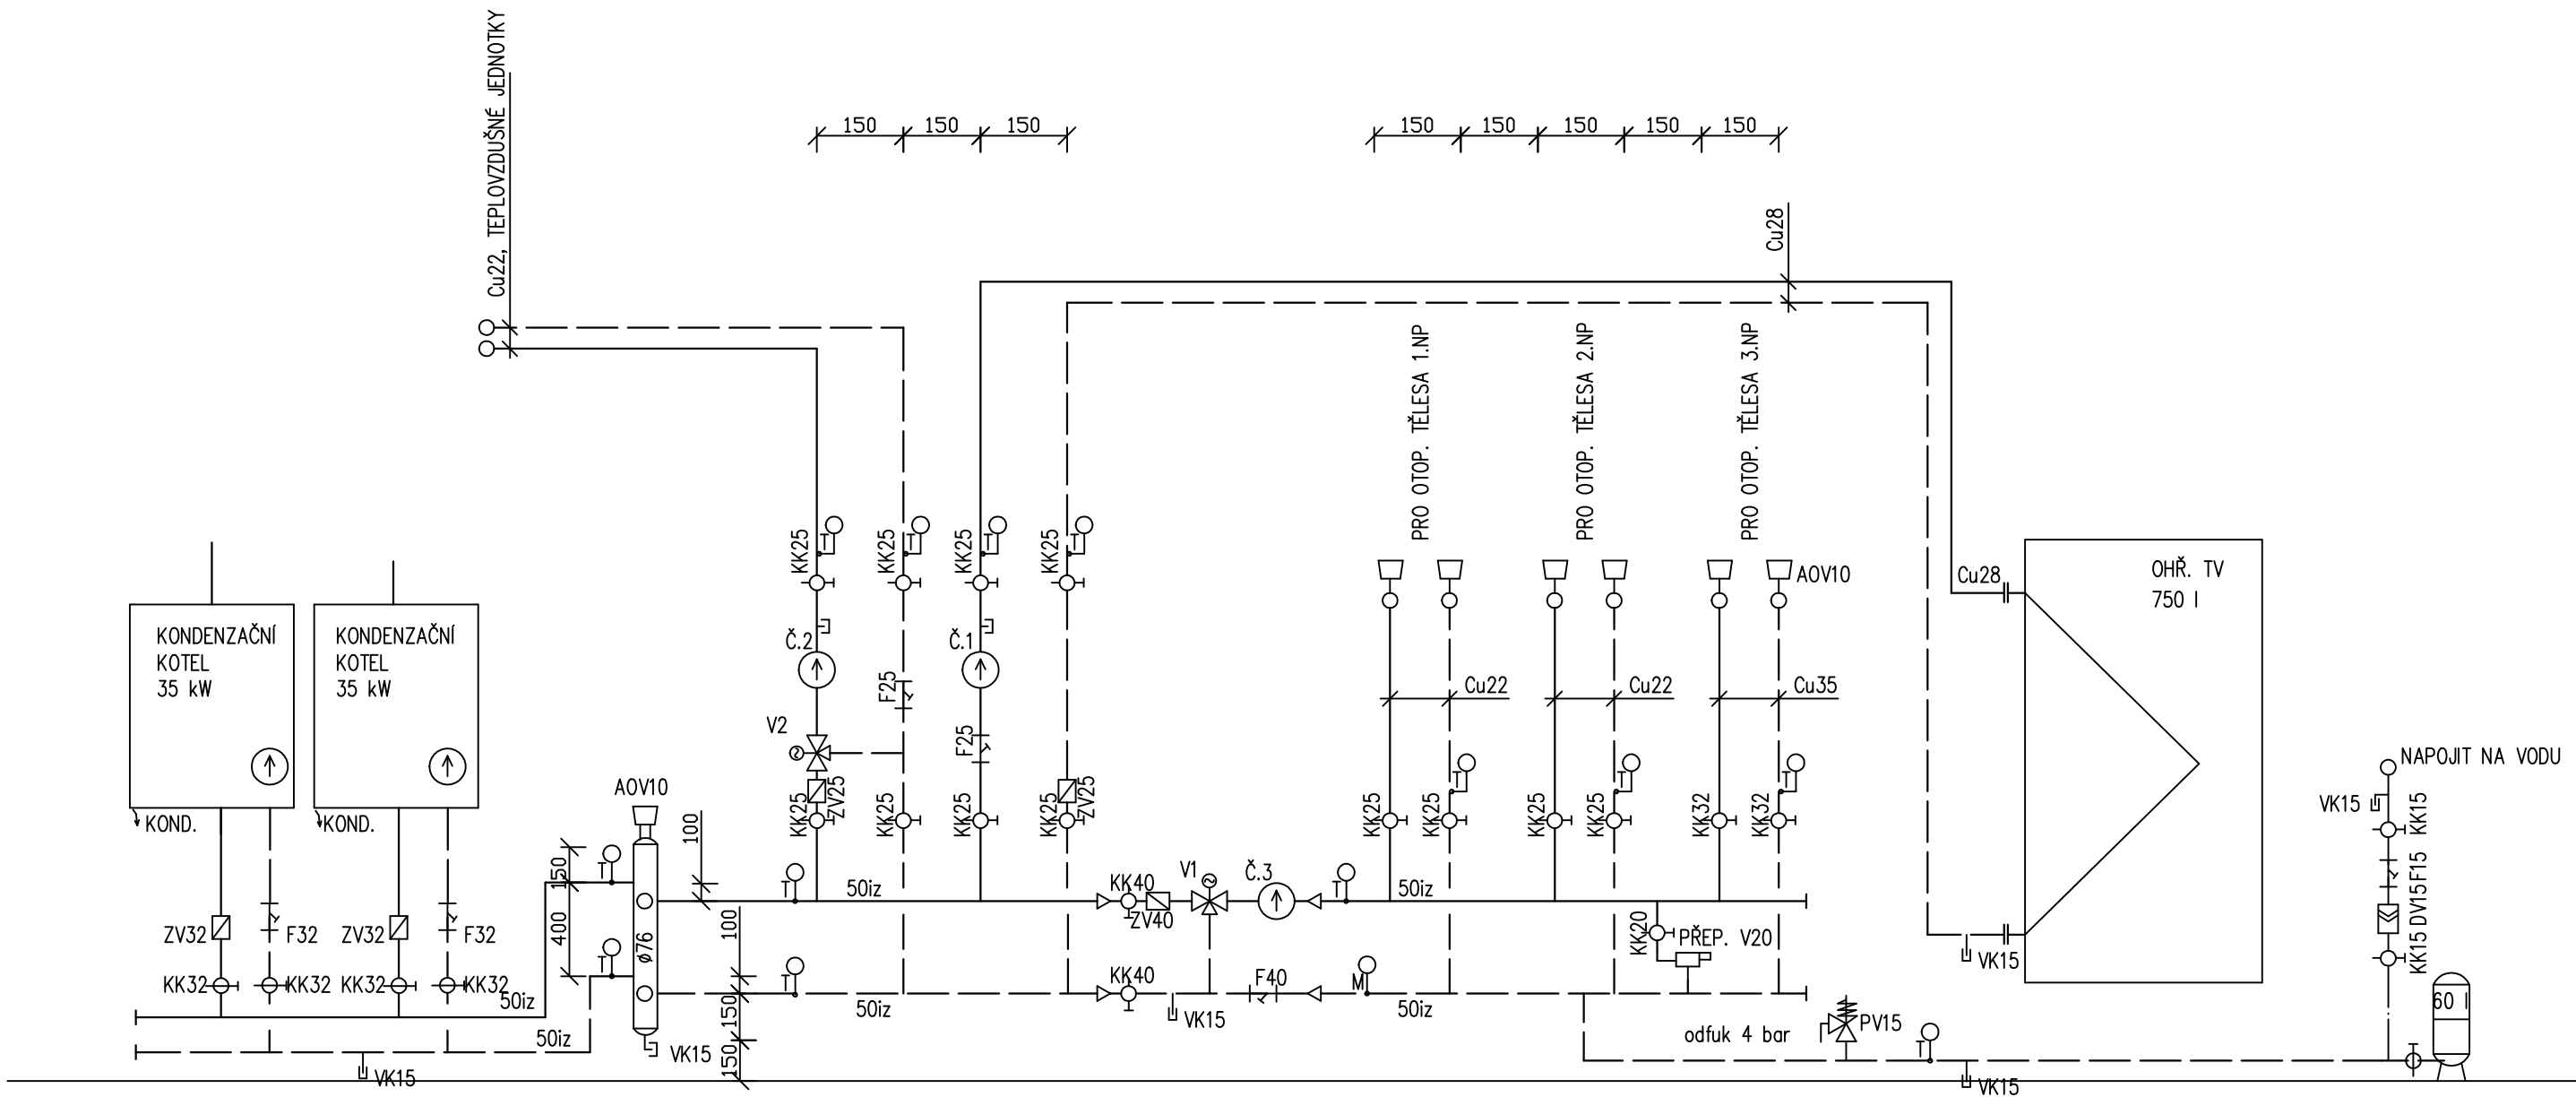 Cu22, TEPLOVZDUŠNÉ JEDNOTKY
150
150
150
150
150
150
150
150
Cu28
PRO OTOP. TĚLESA 1.NP
PRO OTOP. TĚLESA 2.NP
PRO OTOP. TĚLESA 3.NP
KK25
T
KK25
T
KK25
T
KK25
T
AOV10
Cu28
OHŘ. TV
750 l
KONDENZAČNÍ
KOTEL
35 kW
KONDENZAČNÍ
KOTEL
35 kW
Č.2
Č.1
F25
Cu22
Cu22
Cu35
V2
F25
NAPOJIT NA VODU
AOV10
KOND.
KOND.
100
KK25
ZV25
KK25
KK25
KK25
ZV25
KK25
KK25
T
KK25
KK25
T
KK32
KK32
T
VK15
KK15
150
T
T
50iz
KK40
V1
Č.3
T
50iz
F15
ZV32
F32
ZV32
F32
400
ø76
100
ZV40
KK20
PŘEP. V20
DV15
T
T
KK40
F40
M
VK15
KK15
KK32
KK32
KK32
KK32
50iz
50iz
150
50iz
VK15
50iz
60 l
50iz
VK15
150
odfuk 4 bar
PV15
T
VK15
VK15